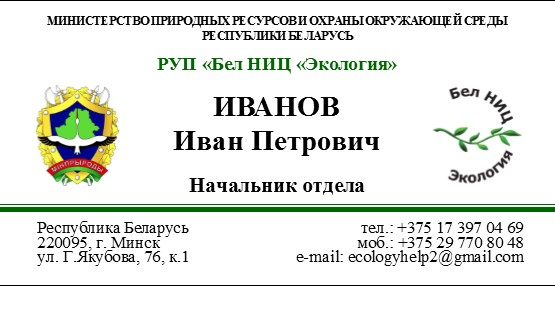 МИНИСТЕРСТВО ПРИРОДНЫХ РЕСУРСОВ И ОХРАНЫ ОКРУЖАЮЩЕЙ СРЕДЫ
РЕСПУБЛИКИ БЕЛАРУСЬ
РУП «Бел НИЦ «Экология»
ИВАНОВ
Иван Петрович
Начальник отдела
МІНПРЫРОДЫ
Бел НИЦ
Экология
Республика Беларусь
220095, г. Минск
ул. Г.Якубова, 76, к.1
тел.: +375 17 397 04 69
моб.: +375 29 770 80 48
e-mail: ecologyhelp2@gmail.com